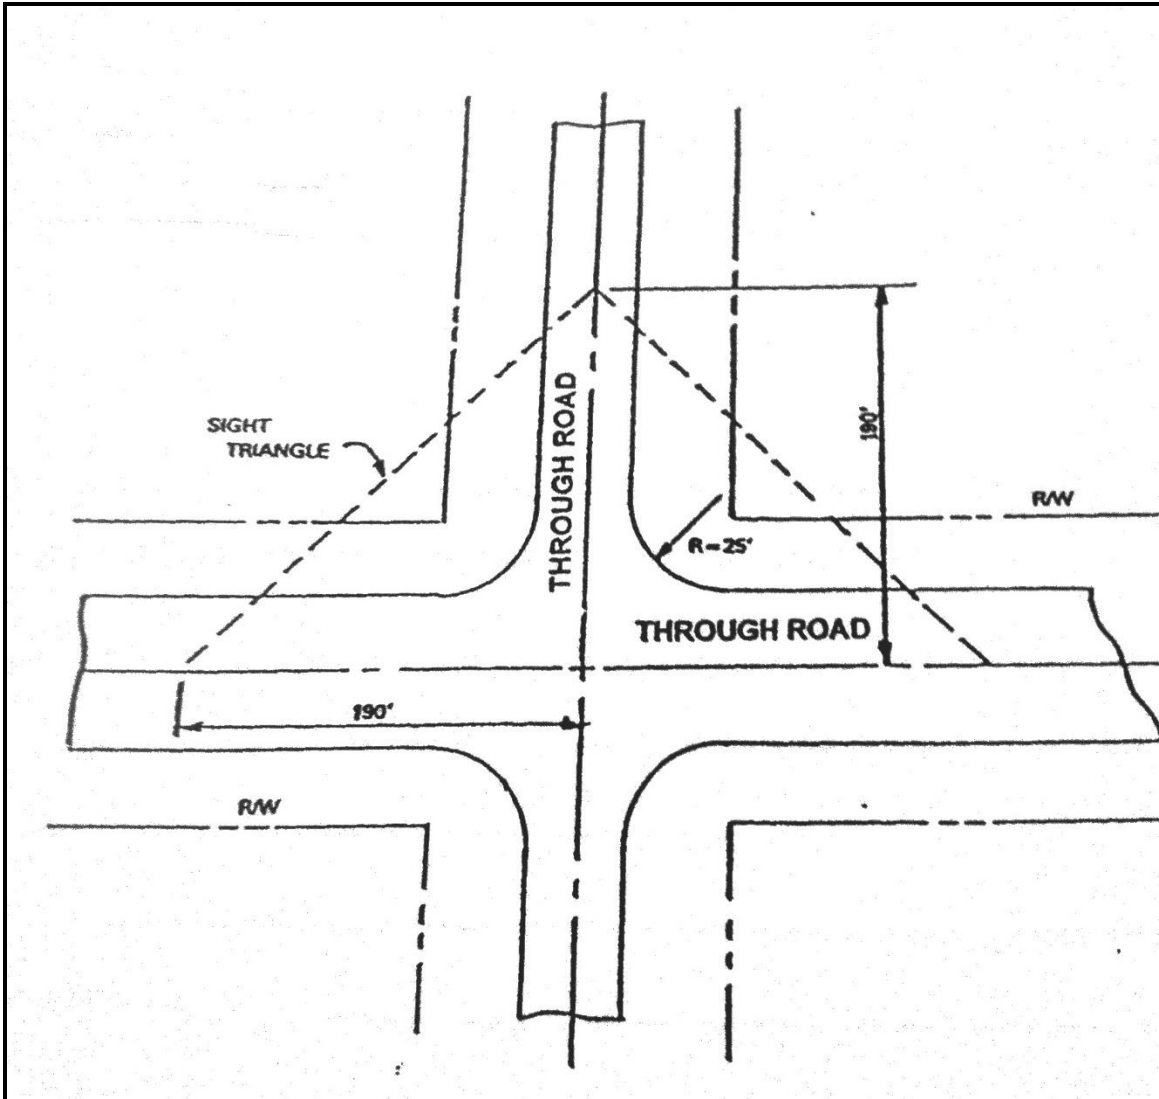 SIGHT
TRIANGLE
THROUGH ROAD
190'
R/W
R=25'
THROUGH ROAD
190'
R/W